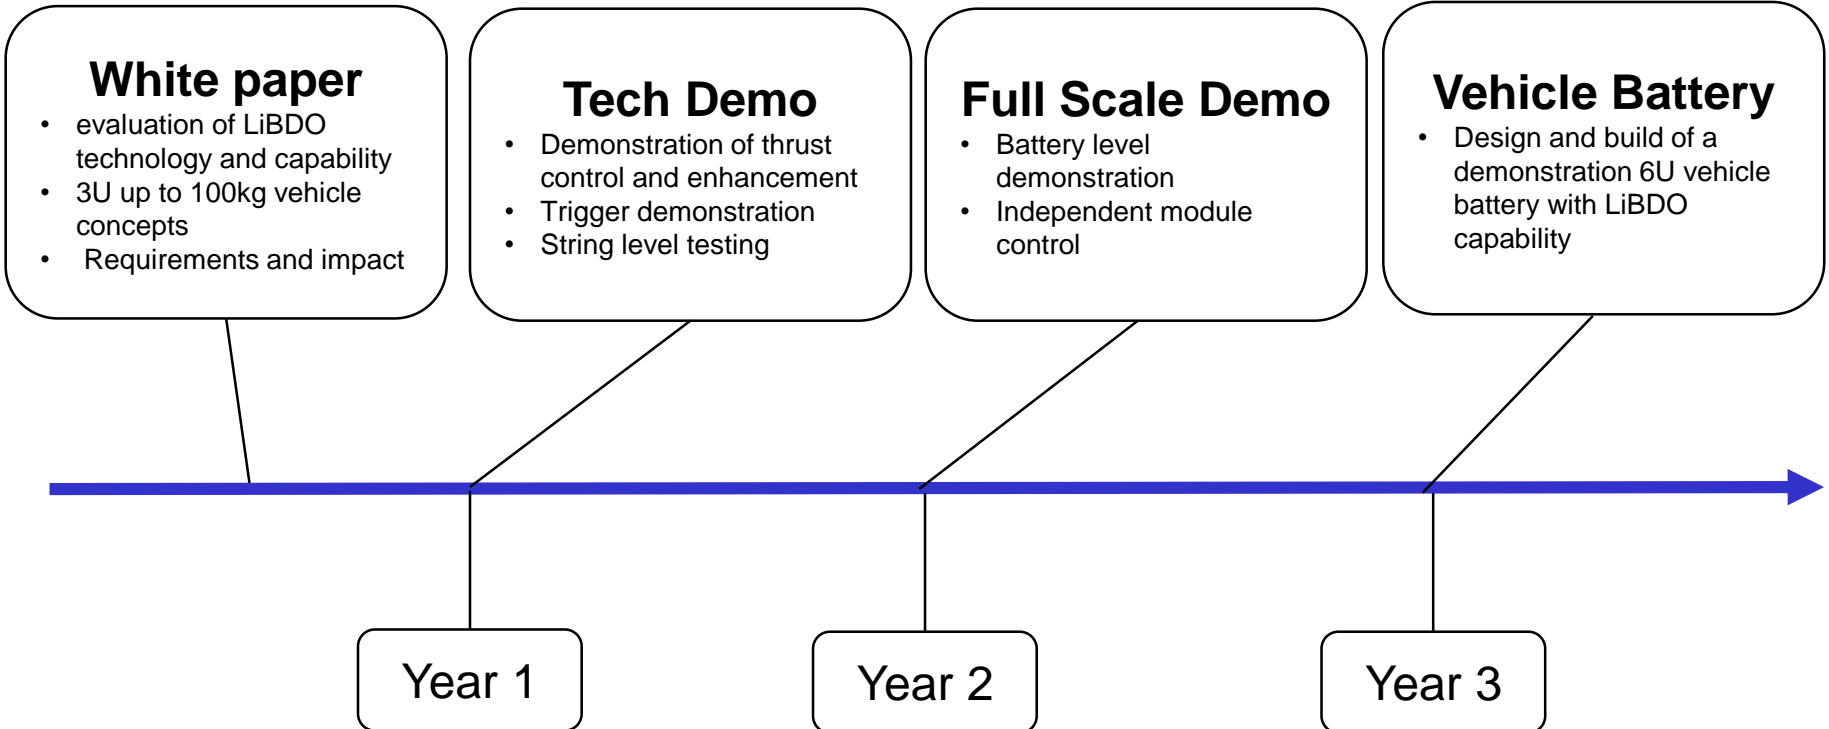 White paper
• evaluation of LiBDO
technology and capability
• 3U up to 100kg vehicle
concepts
• Requirements and impact
Tech Demo
• Demonstration of thrust
control and enhancement
• Trigger demonstration
• String level testing
Full Scale Demo
• Battery level
demonstration
• Independent module
control
Vehicle Battery
• Design and build of a
demonstration 6U vehicle
battery with LiBDO
capability
Year 1
Year 2
Year 3